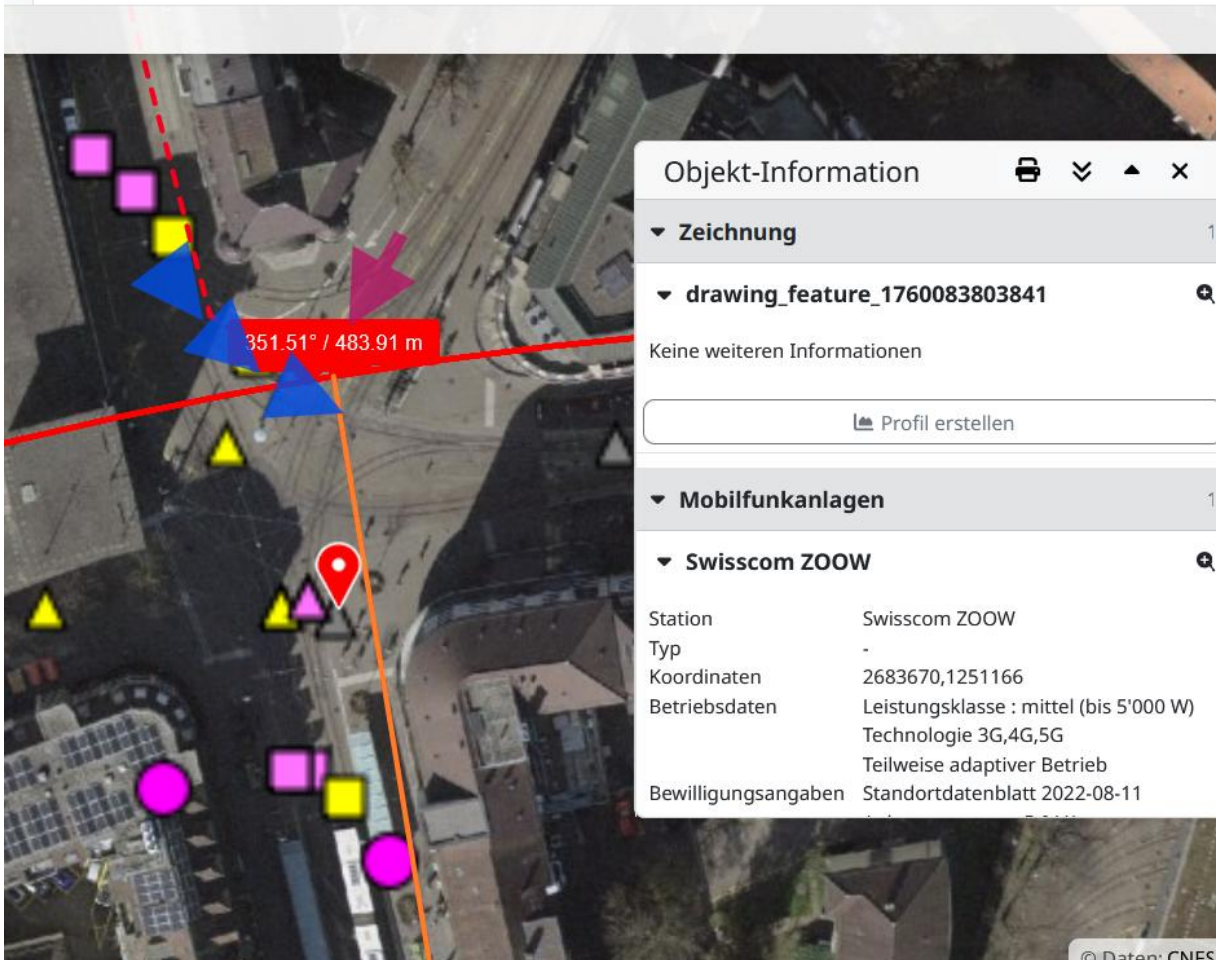 Objekt-Information
Zeichnung 1
drawing_feature_1760083803841
Keine weiteren Informationen
351.51° / 483.91 m
Profil erstellen
Mobilfunkanlagen 1
Swisscom ZOOW
Station Swisscom ZOOW
Typ -
Koordinaten 2683670,1251166
Betriebsdaten Leistungsklasse : mittel (bis 5'000 W)
Technologie 3G,4G,5G
Teilweise adaptiver Betrieb
Bewilligungsangaben Standortdatenblatt 2022-08-11
© Daten: CNES